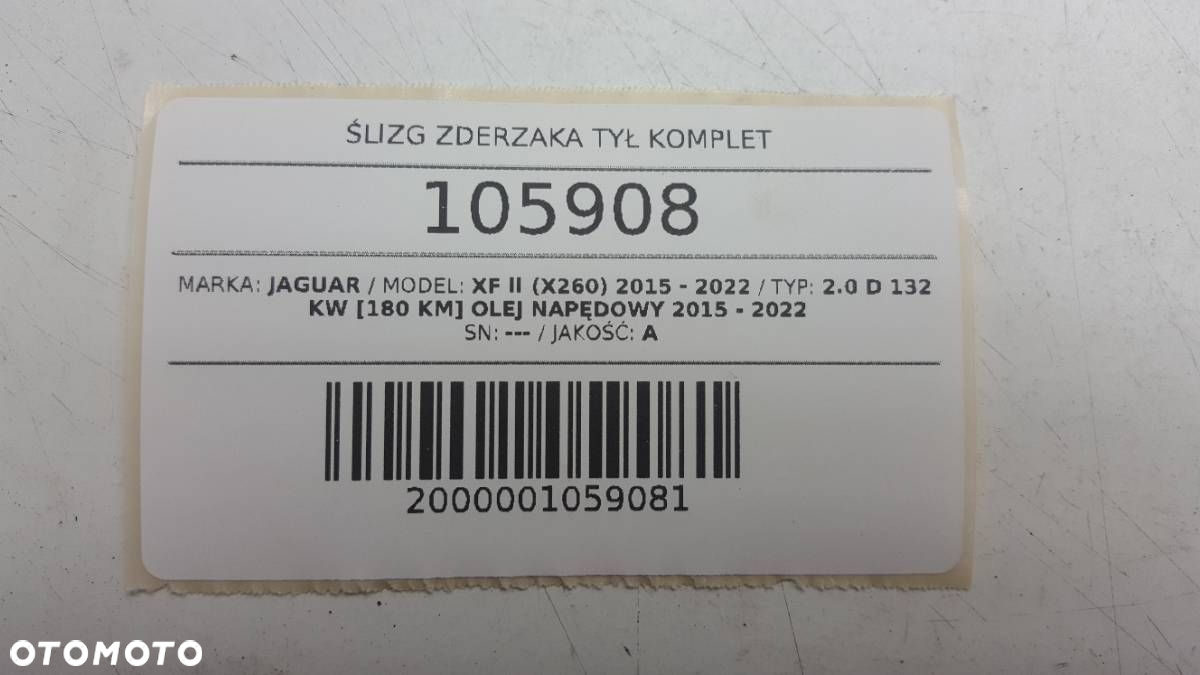 ŚLIZG ZDERZAKA TYŁ KOMPLET
105908
MARKA: JAGUAR / MODEL: XF II (X260) 2015 - 2022 / TYP: 2.0 D 132
KW [180 KM] OLEJ NAPĘDOWY 2015 - 2022
SN: --- / JAKOŚĆ: A
2000001059081
OTOMOTO